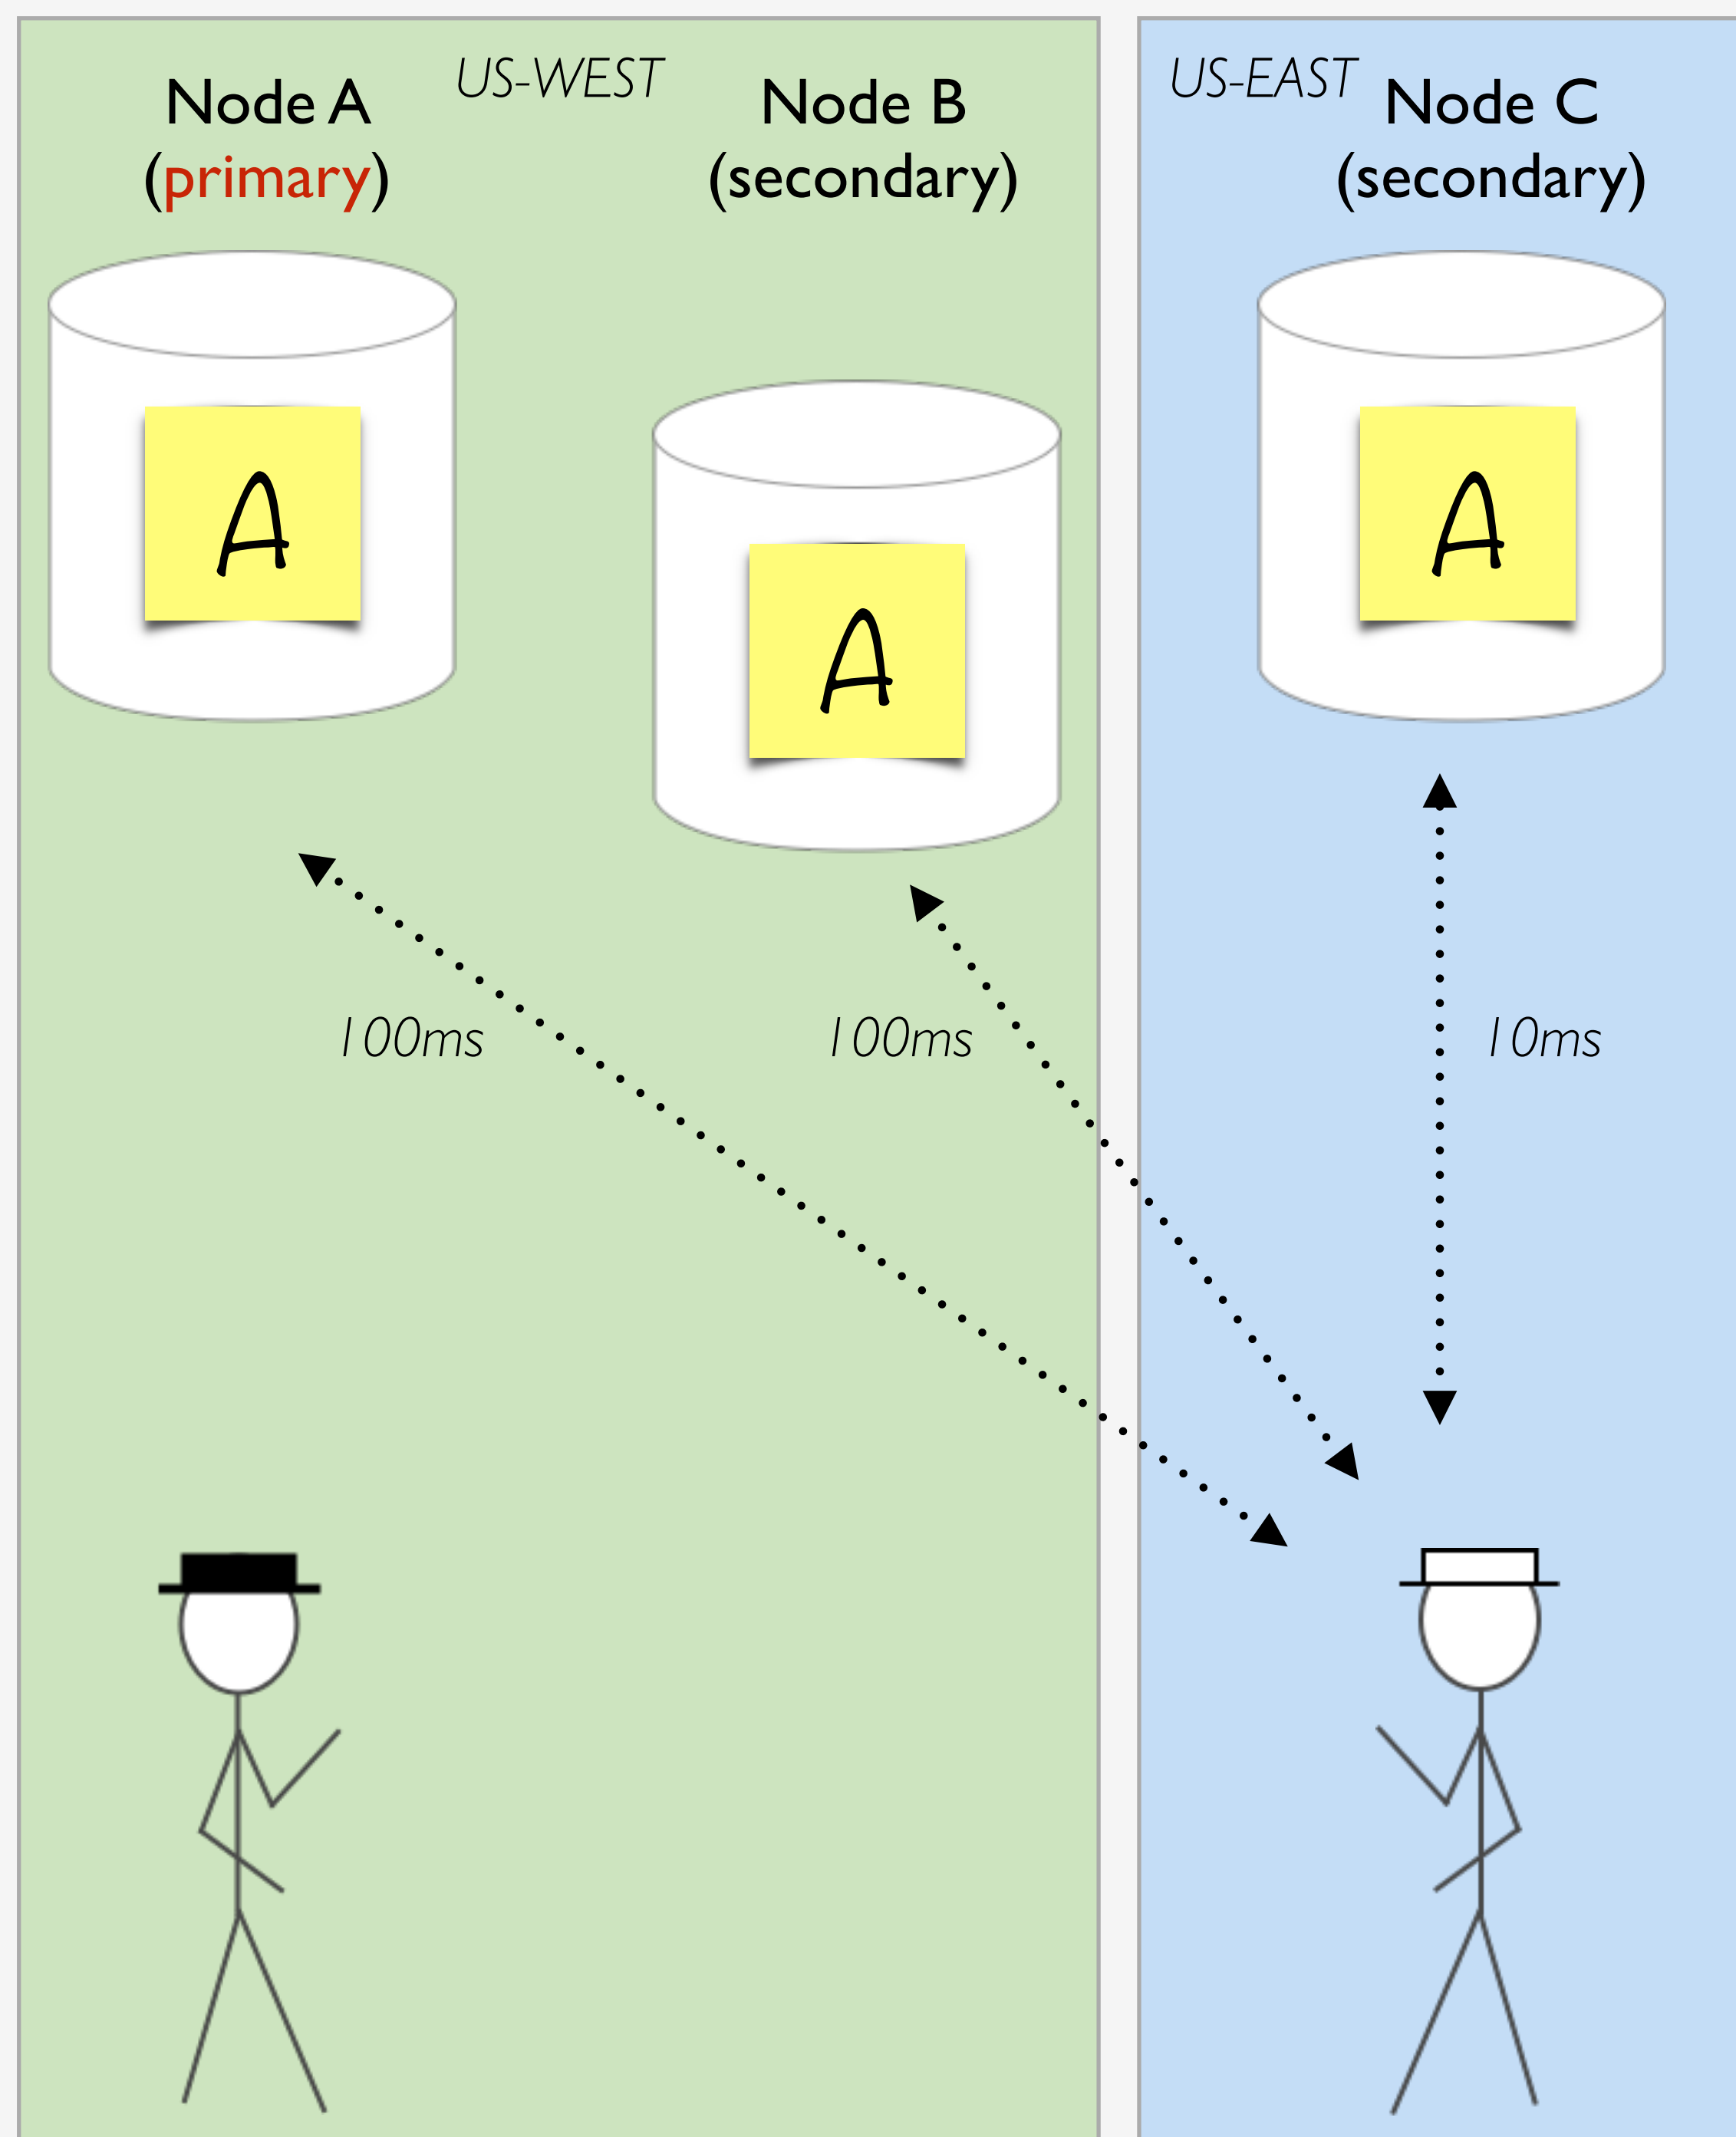 US-WEST
Node A
(primary)
Node B
(secondary)
US-EAST
Node C
(secondary)
A
A
A
100ms
100ms
10ms